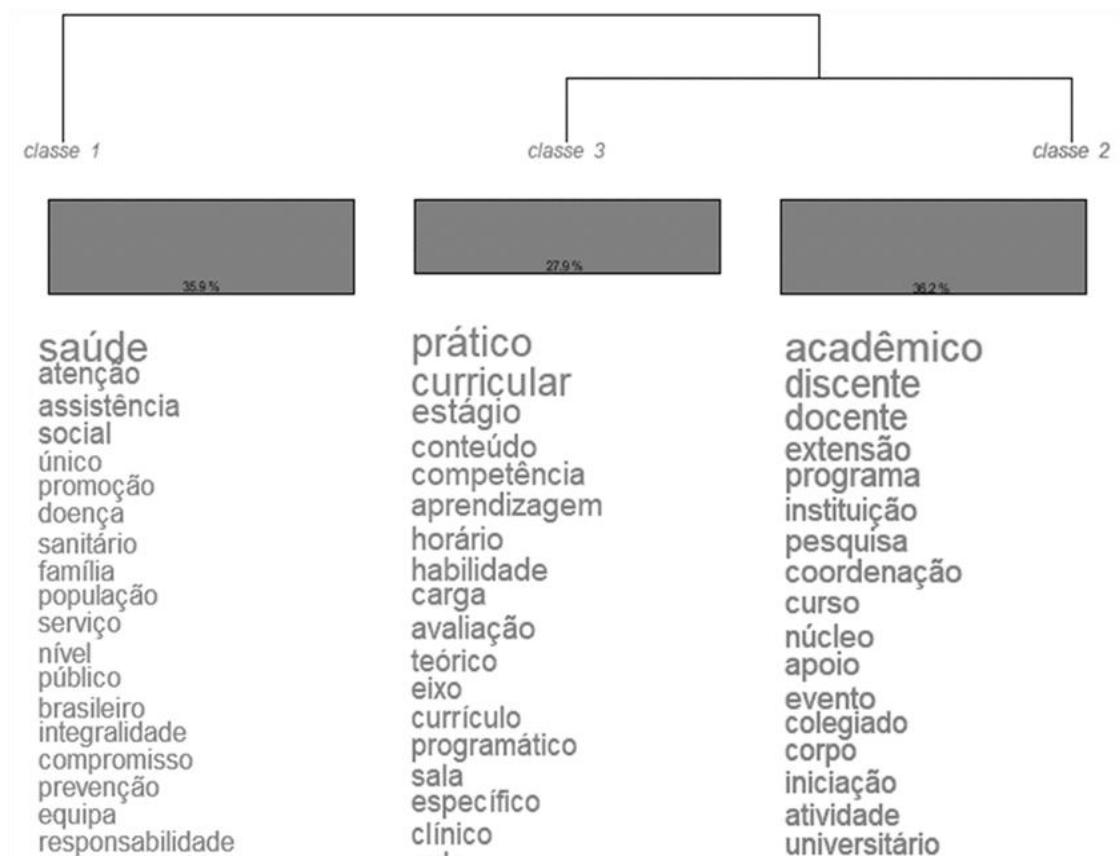 classe 1
classe 3
classe 2
35.9 %
27.9 %
36.2 %
saúde
atenção
assistência
social
único
promoção
doença
sanitário
família
população
serviço
nível
público
brasileiro
integralidade
compromisso
prevenção
equipa
responsabilidade
prático
curricular
estágio
conteúdo
competência
aprendizagem
horário
habilidade
carga
avaliação
teórico
eixo
currículo
programático
sala
específico
clínico
acadêmico
discente
docente
extensão
programa
instituição
pesquisa
coordenação
curso
núcleo
apoio
evento
colegiado
corpo
iniciação
atividade
universitário